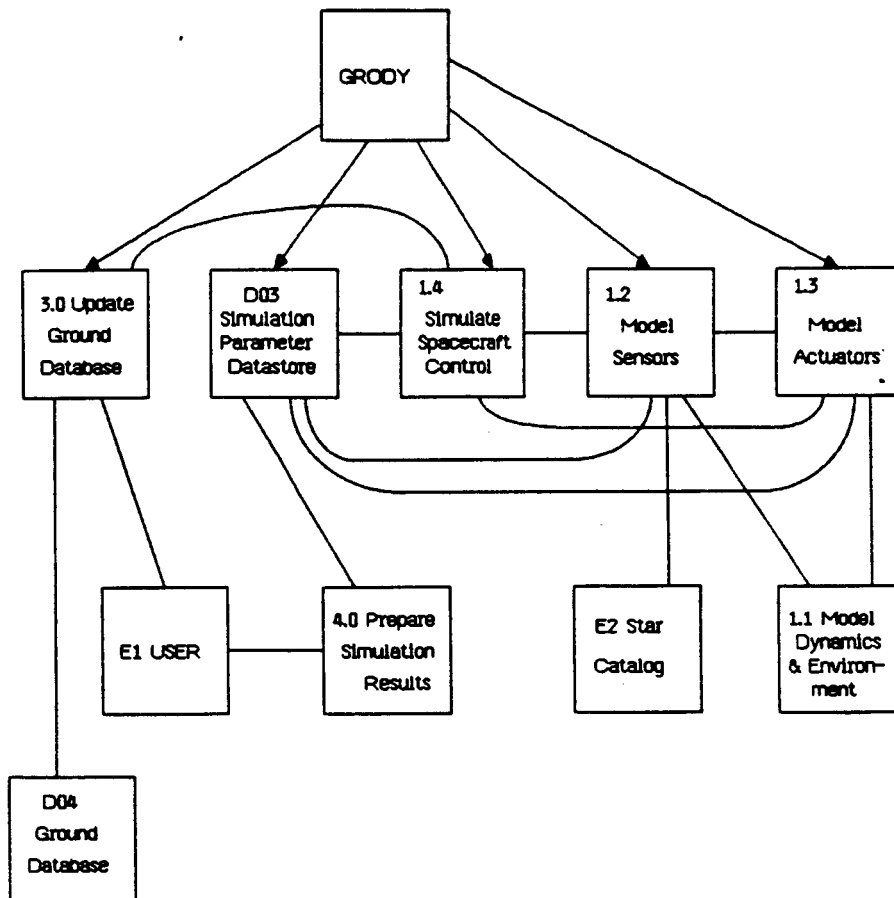 GRODY
3.0 Update
Ground
Database
D03
Simulation
Parameter
Datastore
1.4
Simulate
Spacecraft
Control
1.2
Model
Sensors
1.3
Model
Actuators
E1 USER
4.0 Prepare
Simulation
Results
E2 Star
Catalog
1.1 Model
Dynamics
& Environ-
ment
D04
Ground
Database